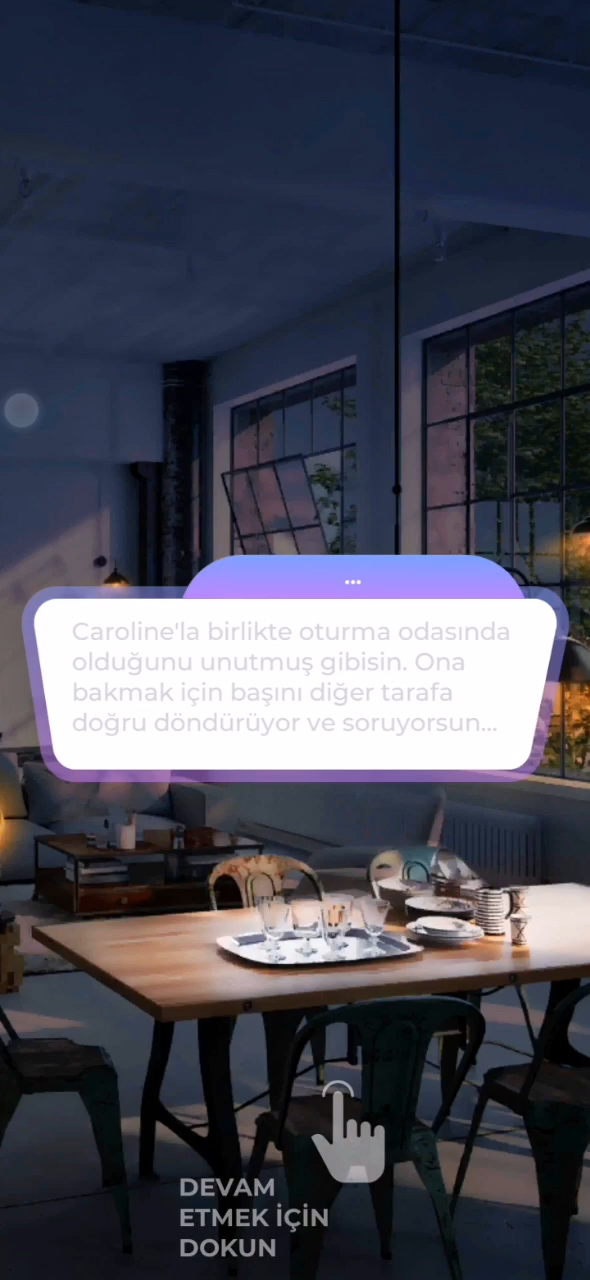 ...
Caroline'la birlikte oturma odasında
olduğunu unutmuş gibisin. Ona
bakmak için başını diğer tarafa
doğru döndürüyor ve soruyorsun...
DEVAM
ETMEK İÇİN
DOKUN